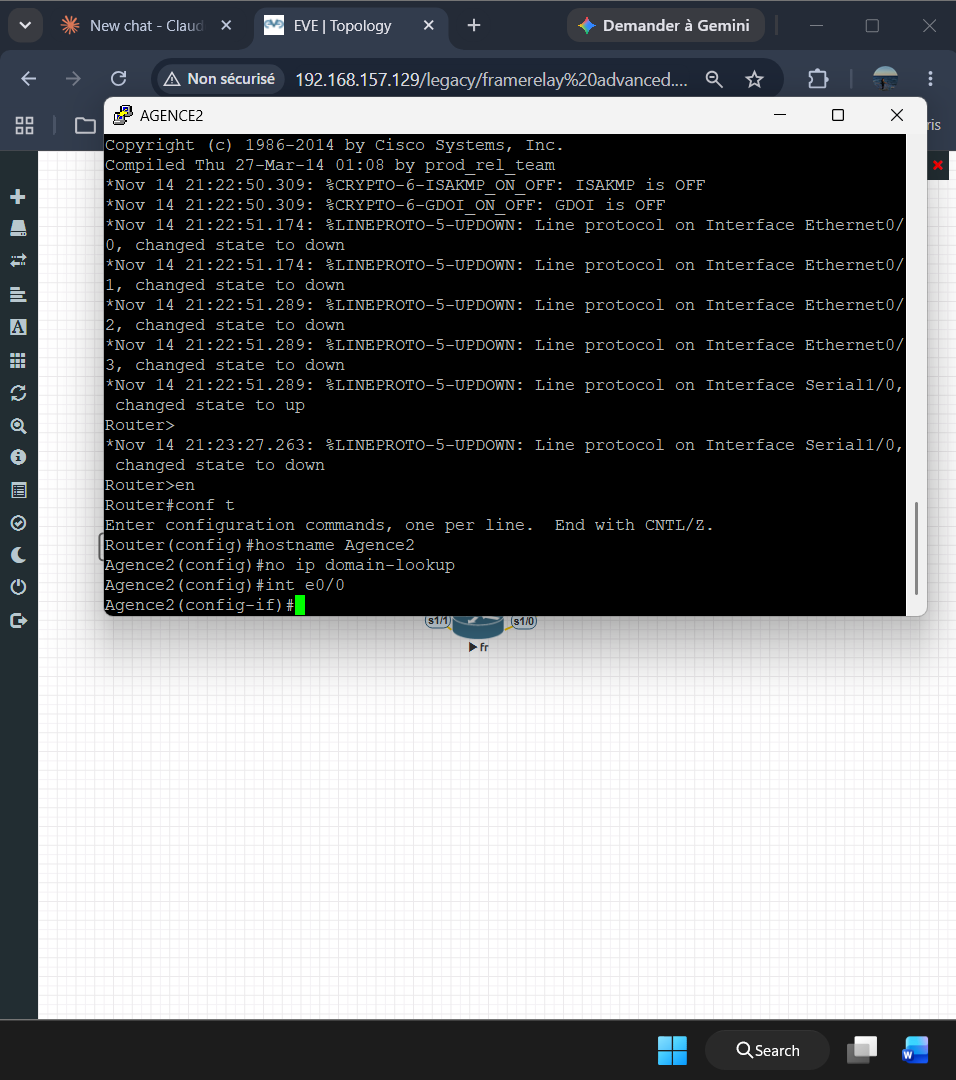 New chat - Claud
EVE | Topology
Demander à Gemini
Non sécurisé
192.168.157.129/legacy/framerelay%20advanced....
ris
AGENCE2
Copyright (c) 1986-2014 by Cisco Systems, Inc.
Compiled Thu 27-Mar-14 01:08 by prod_rel_team
*Nov 14 21:22:50.309: %CRYPTO-6-ISAKMP_ON_OFF: ISAKMP is OFF
*Nov 14 21:22:50.309: %CRYPTO-6-GDOI_ON_OFF: GDOI is OFF
*Nov 14 21:22:51.174: %LINEPROTO-5-UPDOWN: Line protocol on Interface Ethernet0/
0, changed state to down
*Nov 14 21:22:51.174: %LINEPROTO-5-UPDOWN: Line protocol on Interface Ethernet0/
1, changed state to down
*Nov 14 21:22:51.289: %LINEPROTO-5-UPDOWN: Line protocol on Interface Ethernet0/
2, changed state to down
*Nov 14 21:22:51.289: %LINEPROTO-5-UPDOWN: Line protocol on Interface Ethernet0/
3, changed state to down
*Nov 14 21:22:51.289: %LINEPROTO-5-UPDOWN: Line protocol on Interface Serial1/0,
changed state to up
Router>
*Nov 14 21:23:27.263: %LINEPROTO-5-UPDOWN: Line protocol on Interface Serial1/0,
changed state to down
Router>en
Router#conf t
Enter configuration commands, one per line.  End with CNTL/Z.
Router(config)#hostname Agence2
Agence2(config)#no ip domain-lookup
Agence2(config)#int e0/0
Agence2(config-if)#
s1/1 s1/0
fr
Search